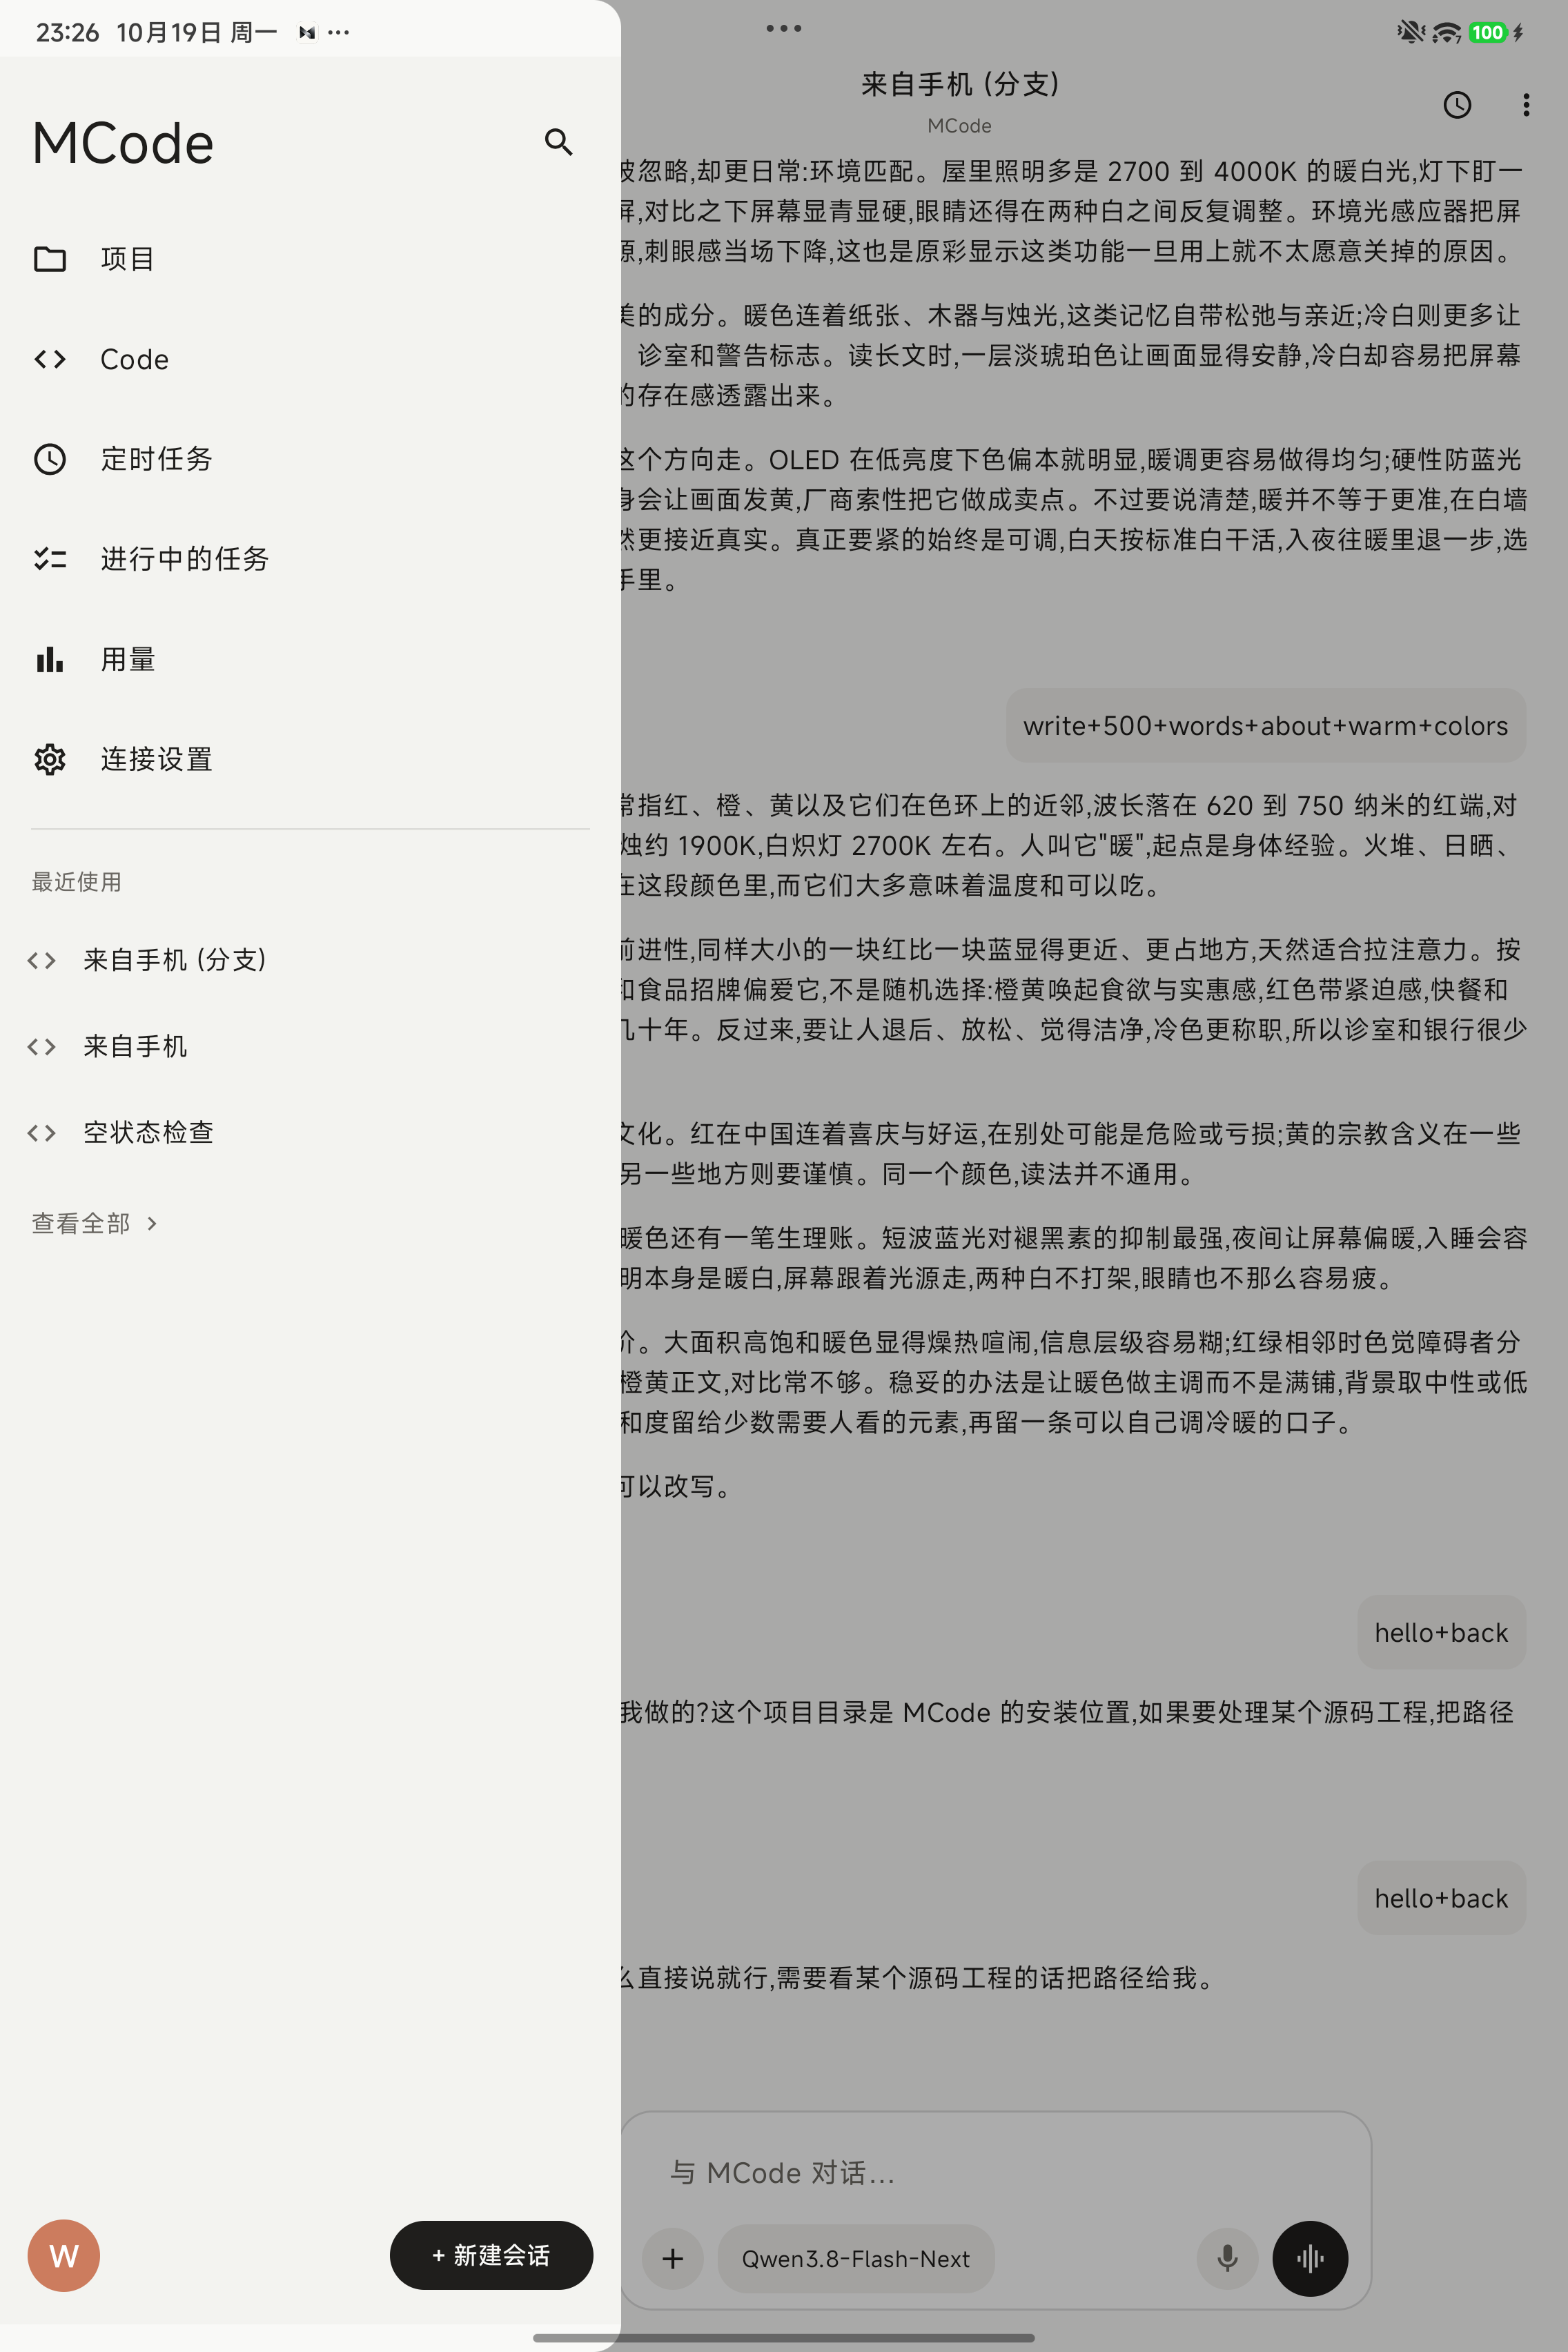 23:26 10月19日 周一
MCode
项目
Code
定时任务
进行中的任务
用量
连接设置
最近使用
来自手机 (分支)
来自手机
空状态检查
查看全部
W
+ 新建会话
100
来自手机 (分支)
MCode
被忽略,却更日常:环境匹配。屋里照明多是 2700 到 4000K 的暖白光,灯下盯一
屏,对比之下屏幕显青显硬,眼睛还得在两种白之间反复调整。环境光感应器把屏
源,刺眼感当场下降,这也是原彩显示这类功能一旦用上就不太愿意关掉的原因。
美的成分。暖色连着纸张、木器与烛光,这类记忆自带松弛与亲近;冷白则更多让
、诊室和警告标志。读长文时,一层淡琥珀色让画面显得安静,冷白却容易把屏幕
的存在感透露出来。
这个方向走。OLED 在低亮度下色偏本就明显,暖调更容易做得均匀;硬性防蓝光
身会让画面发黄,厂商索性把它做成卖点。不过要说清楚,暖并不等于更准,在白墙
然更接近真实。真正要紧的始终是可调,白天按标准白干活,入夜往暖里退一步,选
手里。
write+500+words+about+warm+colors
常指红、橙、黄以及它们在色环上的近邻,波长落在 620 到 750 纳米的红端,对
烛约 1900K,白炽灯 2700K 左右。人叫它"暖",起点是身体经验。火堆、日晒、
在这段颜色里,而它们大多意味着温度和可以吃。
前进性,同样大小的一块红比一块蓝显得更近、更占地方,天然适合拉注意力。按
和食品招牌偏爱它,不是随机选择:橙黄唤起食欲与实惠感,红色带紧迫感,快餐和
几十年。反过来,要让人退后、放松、觉得洁净,冷色更称职,所以诊室和银行很少
文化。红在中国连着喜庆与好运,在别处可能是危险或亏损;黄的宗教含义在一些
另一些地方则要谨慎。同一个颜色,读法并不通用。
暖色还有一笔生理账。短波蓝光对褪黑素的抑制最强,夜间让屏幕偏暖,入睡会容
明本身是暖白,屏幕跟着光源走,两种白不打架,眼睛也不那么容易疲。
价。大面积高饱和暖色显得燥热喧闹,信息层级容易糊;红绿相邻时色觉障碍者分
橙黄正文,对比常不够。稳妥的办法是让暖色做主调而不是满铺,背景取中性或低
和度留给少数需要人看的元素,再留一条可以自己调冷暖的口子。
可以改写。
hello+back
我做的?这个项目目录是 MCode 的安装位置,如果要处理某个源码工程,把路径
hello+back
么直接说就行,需要看某个源码工程的话把路径给我。
与 MCode 对话...
Qwen3.8-Flash-Next